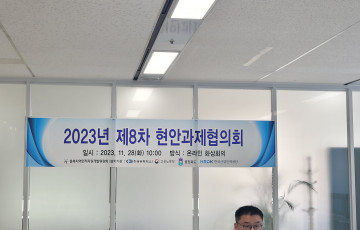 2023년 제8차 현안과제협의회
일시 : 2023. 11. 28(화) 10:00 방식 : 온라인 화상회의